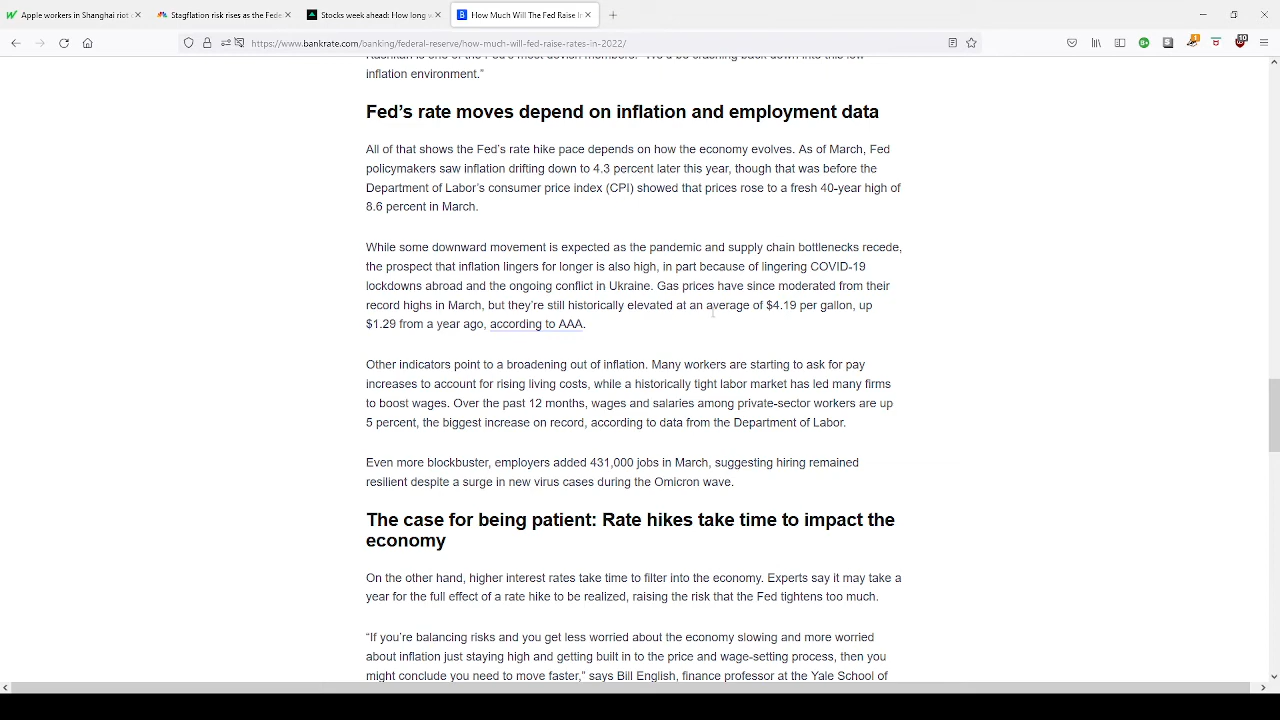 Apple workers in Shanghai riot
Stagflation risk rises as the Fede
Stocks week ahead: How long
How Much Will The Fed Raise In
https://www.bankrate.com/banking/federal-reserve/how-much-will-fed-raise-rates-in-2022/
10
inflation environment.”
Fed’s rate moves depend on inflation and employment data
All of that shows the Fed’s rate hike pace depends on how the economy evolves. As of March, Fed
policymakers saw inflation drifting down to 4.3 percent later this year, though that was before the
Department of Labor’s consumer price index (CPI) showed that prices rose to a fresh 40-year high of
8.6 percent in March.
While some downward movement is expected as the pandemic and supply chain bottlenecks recede,
the prospect that inflation lingers for longer is also high, in part because of lingering COVID-19
lockdowns abroad and the ongoing conflict in Ukraine. Gas prices have since moderated from their
record highs in March, but they’re still historically elevated at an average of $4.19 per gallon, up
$1.29 from a year ago, according to AAA.
Other indicators point to a broadening out of inflation. Many workers are starting to ask for pay
increases to account for rising living costs, while a historically tight labor market has led many firms
to boost wages. Over the past 12 months, wages and salaries among private-sector workers are up
5 percent, the biggest increase on record, according to data from the Department of Labor.
Even more blockbuster, employers added 431,000 jobs in March, suggesting hiring remained
resilient despite a surge in new virus cases during the Omicron wave.
The case for being patient: Rate hikes take time to impact the
economy
On the other hand, higher interest rates take time to filter into the economy. Experts say it may take a
year for the full effect of a rate hike to be realized, raising the risk that the Fed tightens too much.
“If you’re balancing risks and you get less worried about the economy slowing and more worried
about inflation just staying high and getting built in to the price and wage-setting process, then you
might conclude you need to move faster,” says Bill English, finance professor at the Yale School of